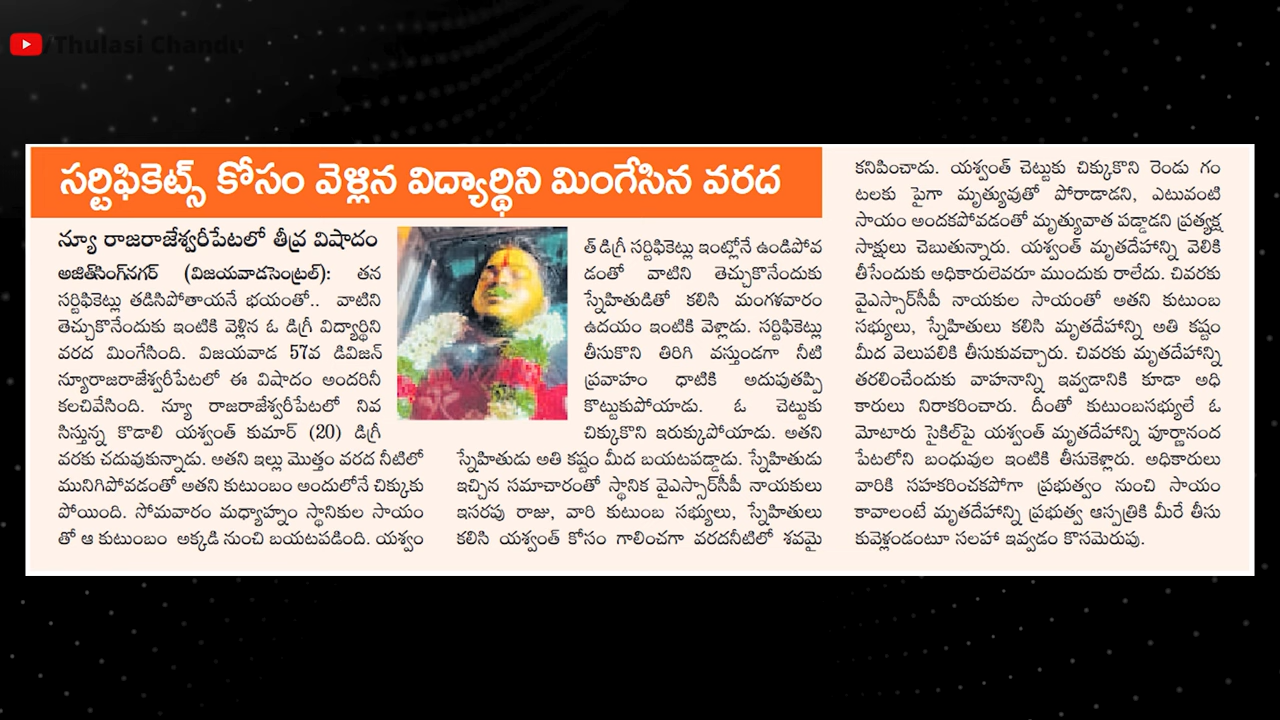 /Thulasi Chandu
సర్టిఫికెట్స్ కోసం వెళ్లిన విద్యార్థిని మింగేసిన వరద
న్యూ రాజరాజేశ్వరీపేటలో తీవ్ర విషాదం
అజిత్‌సింగ్‌నగర్ (విజయవాడసెంట్రల్): తన
సర్టిఫికెట్లు తడిసిపోతాయనే భయంతో.. వాటిని
తెచ్చుకొనేందుకు ఇంటికి వెళ్లిన ఓ డిగ్రీ విద్యార్థిని
వరద మింగేసింది. విజయవాడ 57వ డివిజన్
న్యూరాజరాజేశ్వరీపేటలో ఈ విషాదం అందరినీ
కలచివేసింది. న్యూ రాజరాజేశ్వరీపేటలో నివ
సిస్తున్న కొడాలి యశ్వంత్ కుమార్ (20) డిగ్రీ
వరకు చదువుకున్నాడు. అతని ఇల్లు మొత్తం వరద నీటిలో
మునిగిపోవడంతో అతని కుటుంబం అందులోనే చిక్కుకు
పోయింది. సోమవారం మధ్యాహ్నం స్థానికుల సాయం
తో ఆ కుటుంబం అక్కడి నుంచి బయటపడింది. యశ్వం
త్ డిగ్రీ సర్టిఫికెట్లు ఇంట్లోనే ఉండిపోవ
డంతో వాటిని తెచ్చుకొనేందుకు
స్నేహితుడితో కలిసి మంగళవారం
ఉదయం ఇంటికి వెళ్లాడు. సర్టిఫికెట్లు
తీసుకొని తిరిగి వస్తుండగా నీటి
ప్రవాహం ధాటికి అదుపుతప్పి
కొట్టుకుపోయాడు. ఓ చెట్టుకు
చిక్కుకొని ఇరుక్కుపోయాడు. అతని
స్నేహితుడు అతి కష్టం మీద బయటపడ్డాడు. స్నేహితుడు
ఇచ్చిన సమాచారంతో స్థానిక వైఎస్సార్‌సీపీ నాయకులు
ఇసరపు రాజు, వారి కుటుంబ సభ్యులు, స్నేహితులు
కలిసి యశ్వంత్ కోసం గాలించగా వరదనీటిలో శవమై
కనిపించాడు. యశ్వంత్ చెట్టుకు చిక్కుకొని రెండు గం
టలకు పైగా మృత్యువుతో పోరాడాడని, ఎటువంటి
సాయం అందకపోవడంతో మృత్యువాత పడ్డాడని ప్రత్యక్ష
సాక్షులు చెబుతున్నారు. యశ్వంత్ మృతదేహాన్ని వెలికి
తీసేందుకు అధికారులెవరూ ముందుకు రాలేదు. చివరకు
వైఎస్సార్‌సీపీ నాయకుల సాయంతో అతని కుటుంబ
సభ్యులు, స్నేహితులు కలిసి మృతదేహాన్ని అతి కష్టం
మీద వెలుపలికి తీసుకువచ్చారు. చివరకు మృతదేహాన్ని
తరలించేందుకు వాహనాన్ని ఇవ్వడానికి కూడా అధి
కారులు నిరాకరించారు. దీంతో కుటుంబసభ్యులే ఓ
మోటారు సైకిల్‌పై యశ్వంత్ మృతదేహాన్ని పూర్ణానంద
పేటలోని బంధువుల ఇంటికి తీసుకెళ్లారు. అధికారులు
వారికి సహకరించకపోగా ప్రభుత్వం నుంచి సాయం
కావాలంటే మృతదేహాన్ని ప్రభుత్వ ఆస్పత్రికి మీరే తీసు
కువెళ్లండంటూ సలహా ఇవ్వడం కొసమెరుపు.